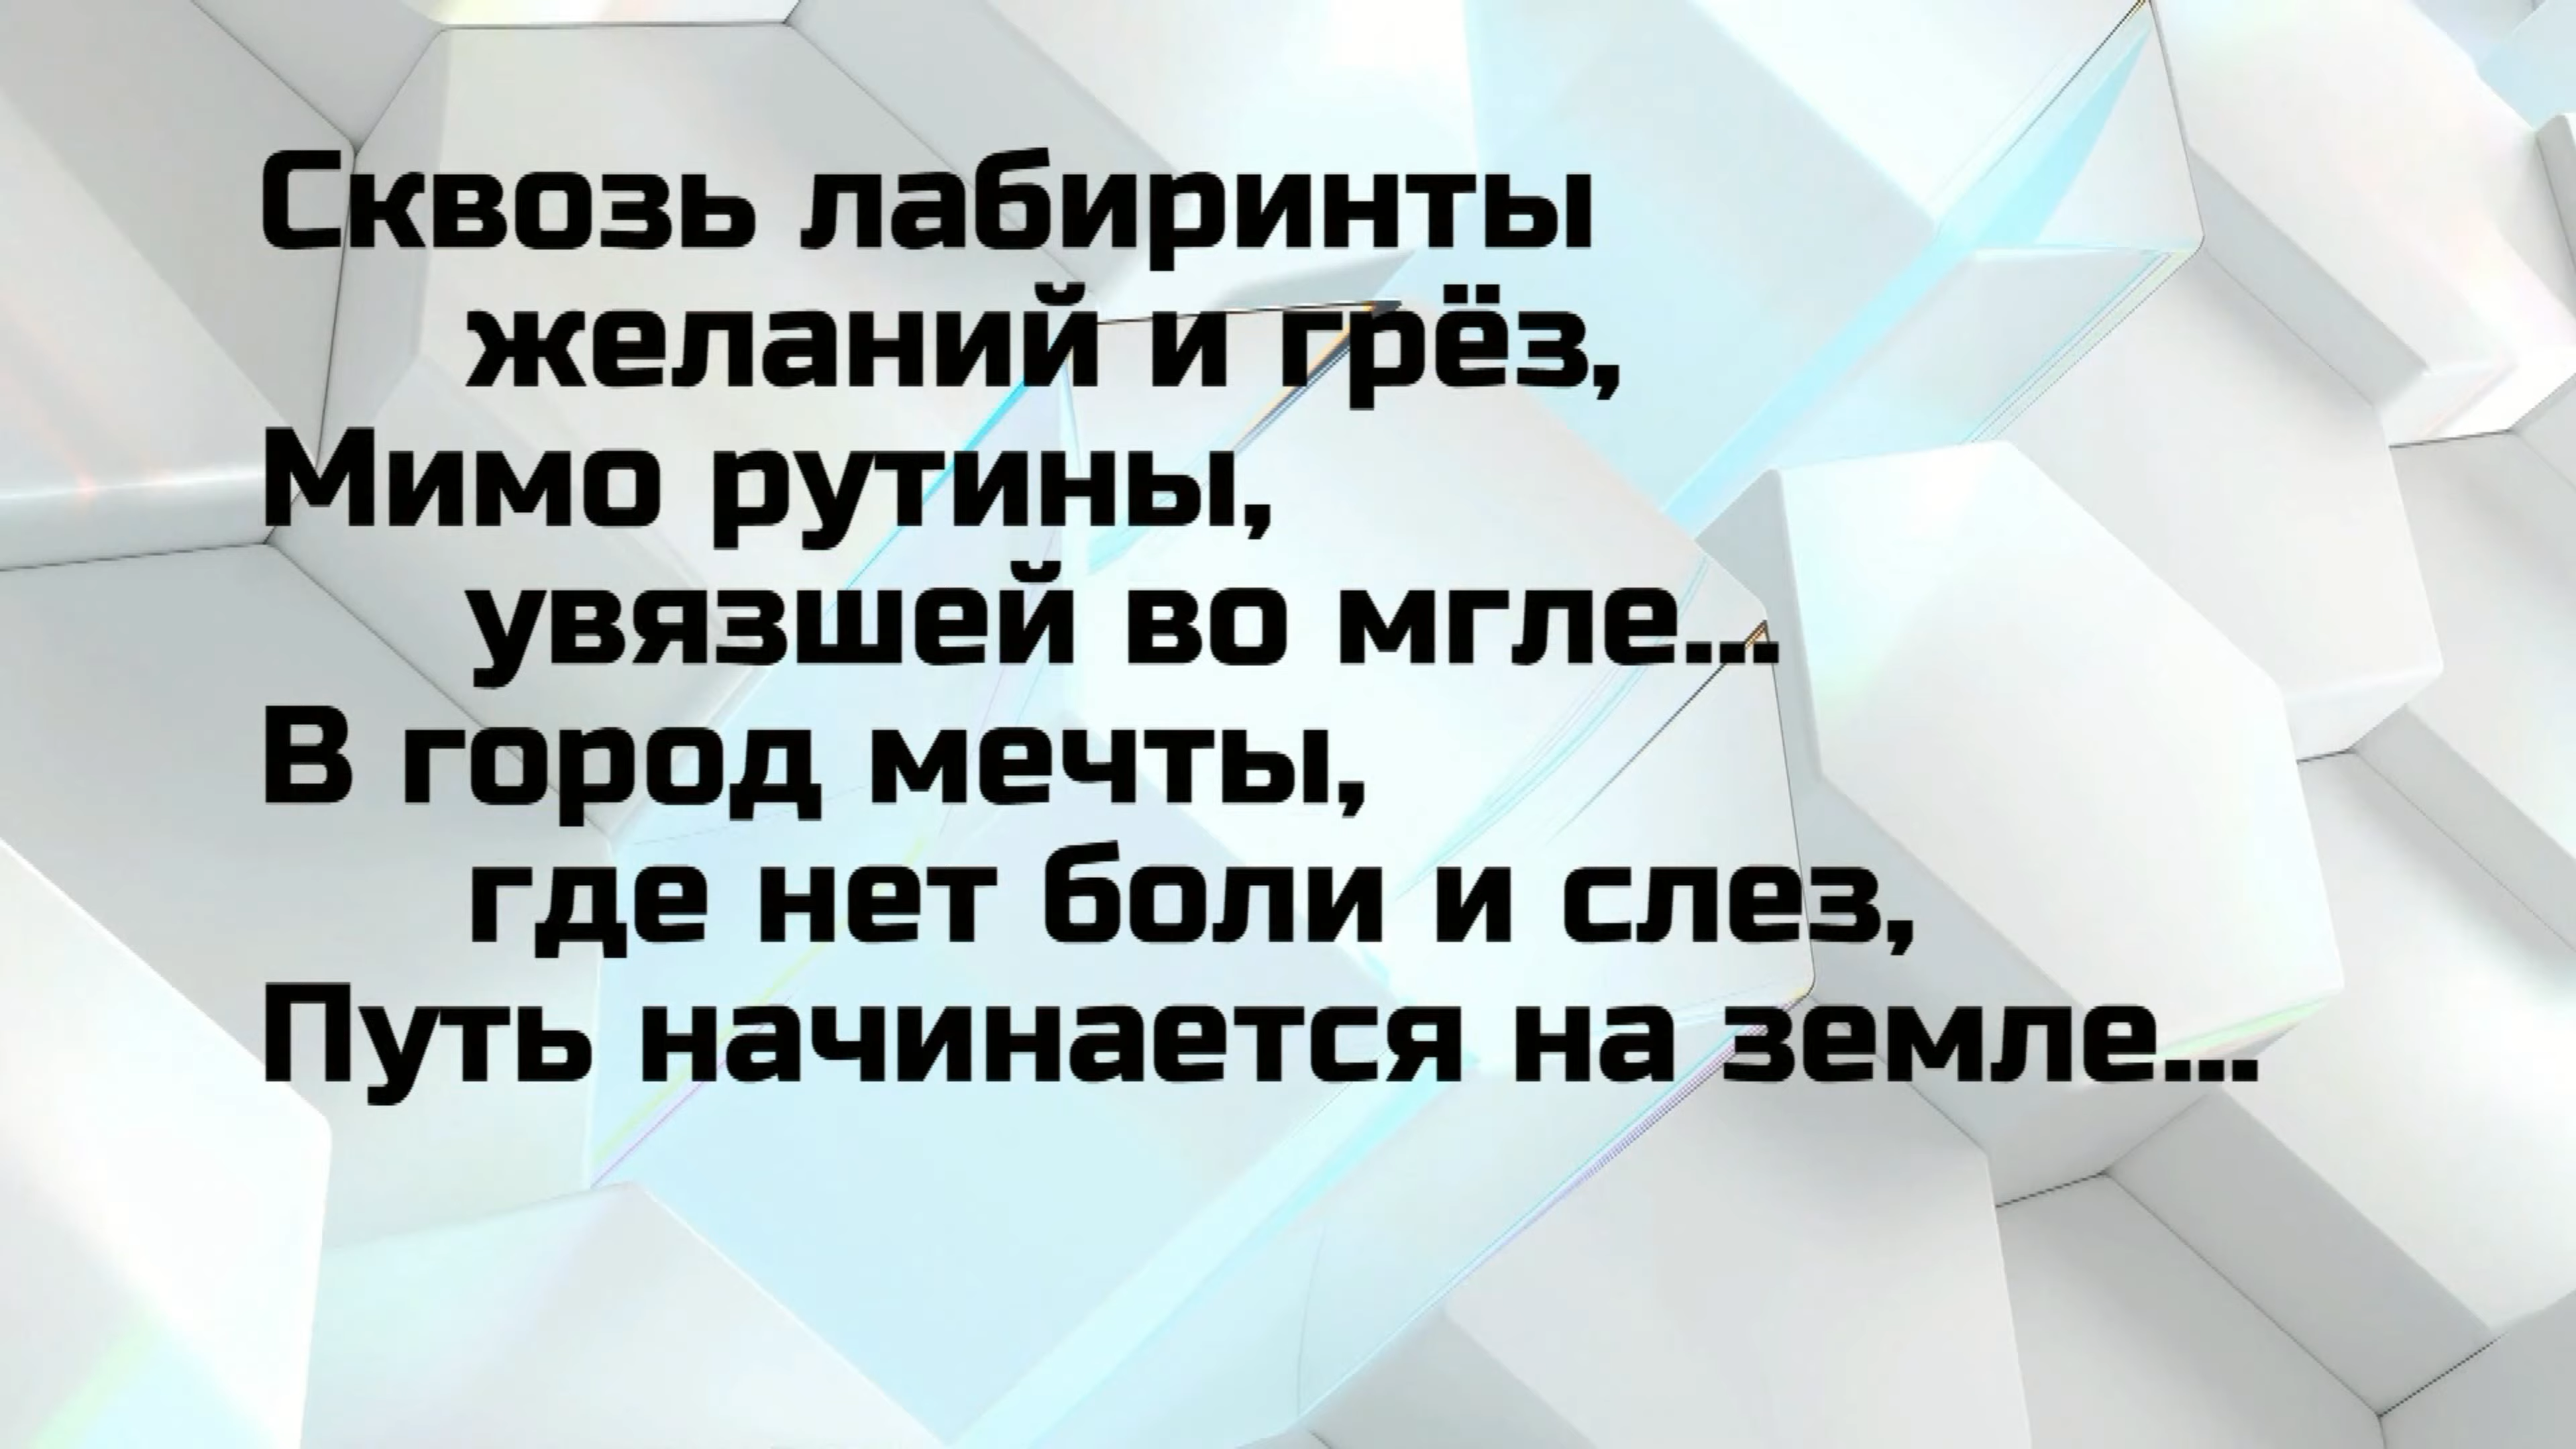 Сквозь лабиринты
желаний и грёз,
Мимо рутины,
увязшей во мгле...
В город мечты,
где нет боли и слез,
Путь начинается на земле...